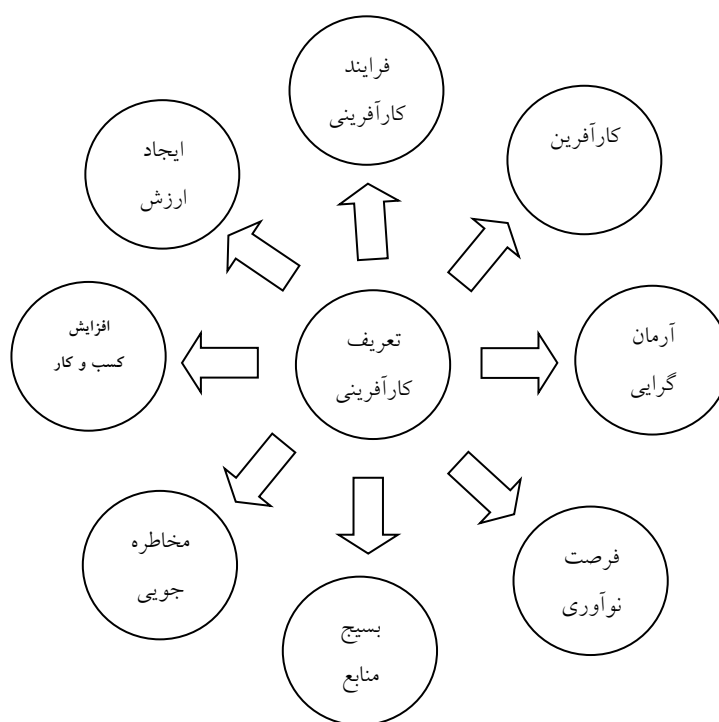 فرایند
کارآفرینی
کارآفرین
ایجاد
ارزش
آرمان
گرایی
تعریف
کارآفرینی
افزایش
کسب و کار
فرصت
نوآوری
مخاطره
جویی
بسیج
منابع